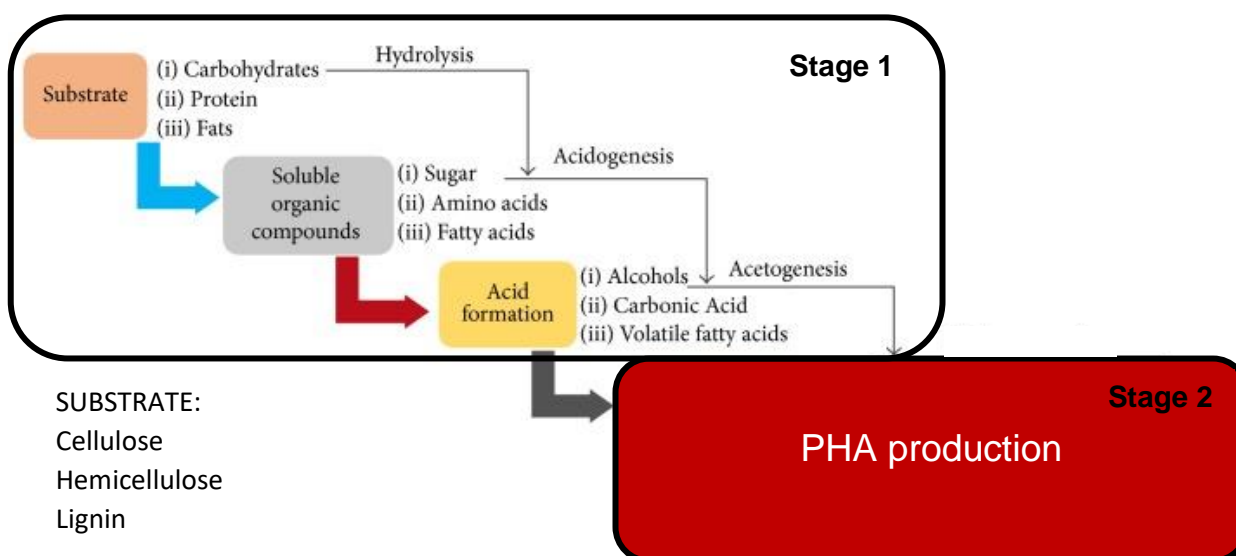 Stage 1
Substrate
(i) Carbohydrates
(ii) Protein
(iii) Fats
Hydrolysis
Soluble
organic
compounds
(i) Sugar
(ii) Amino acids
(iii) Fatty acids
Acidogenesis
Acid
formation
(i) Alcohols
(ii) Carbonic Acid
(iii) Volatile fatty acids
Acetogenesis
SUBSTRATE:
Cellulose
Hemicellulose
Lignin
Stage 2
PHA production